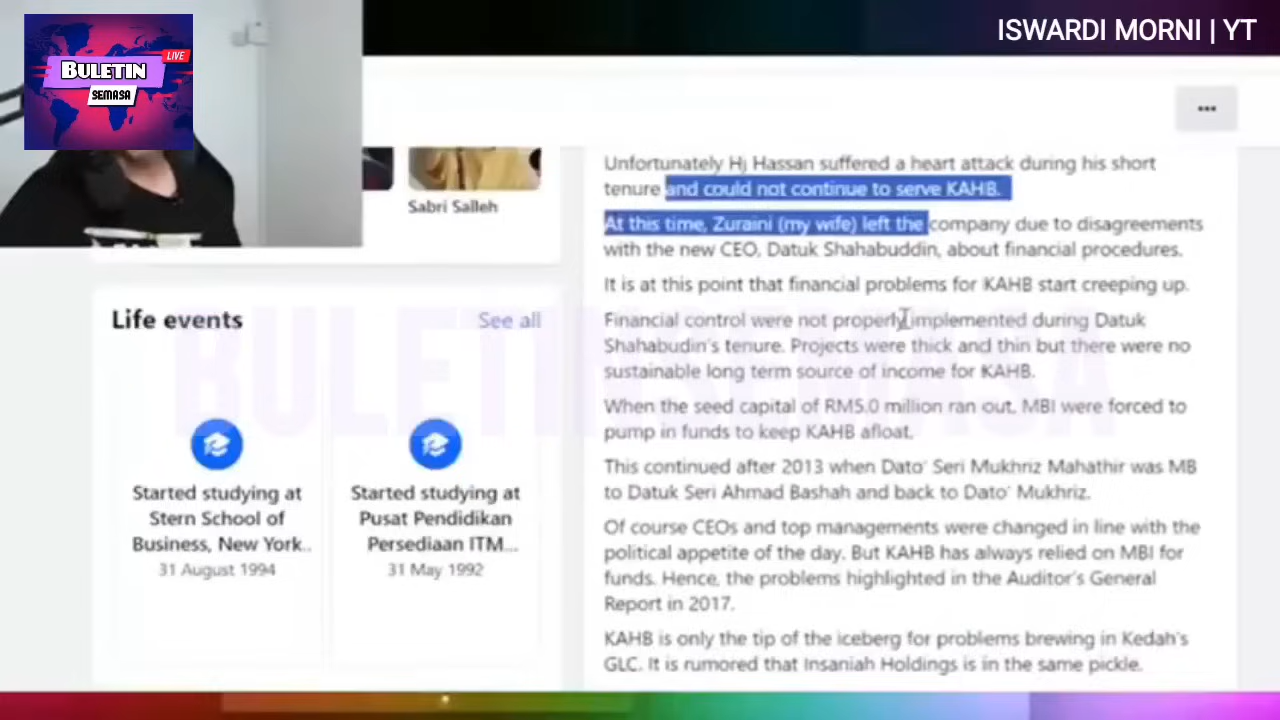 ISWARDI MORNI | YT
LIVE
BULETIN
SEMASA
Sabri Salleh
Life events
See all
Started studying at
Stern School of
Business, New York..
31 August 1994
Started studying at
Pusat Pendidikan
Persediaan ITM...
31 May 1992
Unfortunately Hj Hassan suffered a heart attack during his short
tenure and could not continue to serve KAHB.
At this time, Zuraini (my wife) left the company due to disagreements
with the new CEO, Datuk Shahabuddin, about financial procedures.
It is at this point that financial problems for KAHB start creeping up.
Financial control were not properly implemented during Datuk
Shahabudin's tenure. Projects were thick and thin but there were no
sustainable long term source of income for KAHB.
When the seed capital of RM5.0 million ran out, MBI were forced to
pump in funds to keep KAHB afloat.
This continued after 2013 when Dato' Seri Mukhriz Mahathir was MB
to Datuk Seri Ahmad Bashah and back to Dato' Mukhriz.
Of course CEOs and top managements were changed in line with the
political appetite of the day. But KAHB has always relied on MBI for
funds. Hence, the problems highlighted in the Auditor's General
Report in 2017.
KAHB is only the tip of the iceberg for problems brewing in Kedah's
GLC. It is rumored that Insaniah Holdings is in the same pickle.
BULETIN SEMASA